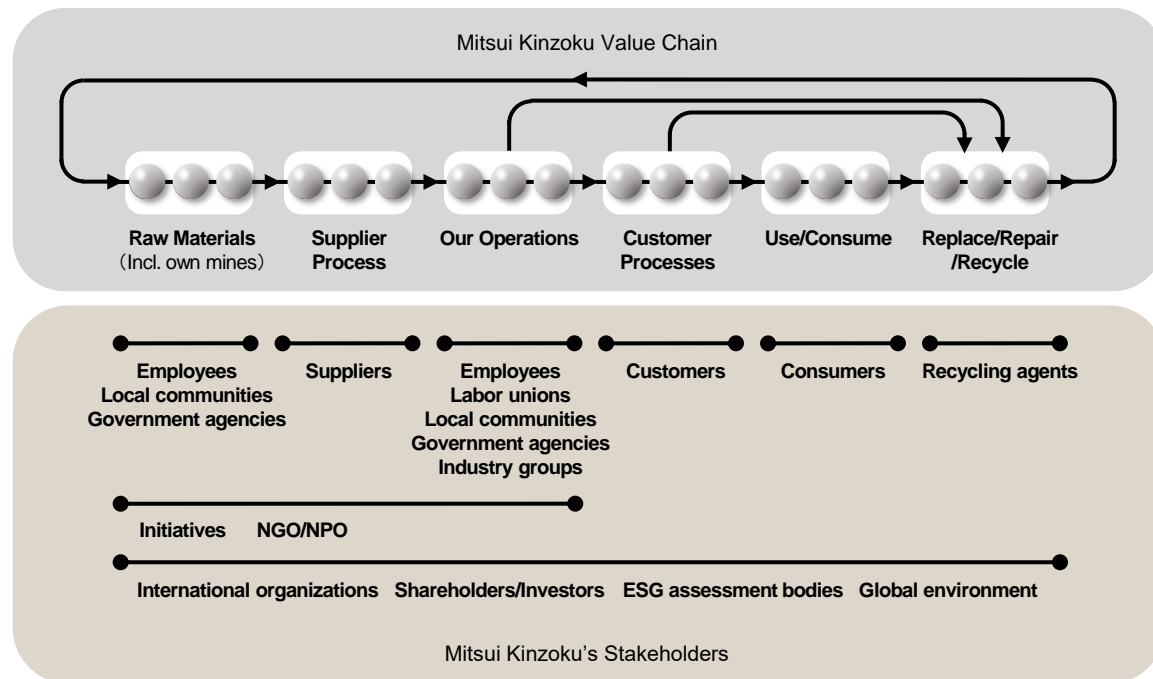 Mitsui Kinzoku Value Chain
Raw Materials
（Incl. own mines）
Supplier
Process
Our Operations
Customer
Processes
Use/Consume
Replace/Repair
/Recycle
Employees
Local communities
Government agencies
Suppliers
Employees
Labor unions
Local communities
Government agencies
Industry groups
Customers
Consumers
Recycling agents
Initiatives NGO/NPO
International organizations Shareholders/Investors ESG assessment bodies Global environment
Mitsui Kinzoku’s Stakeholders